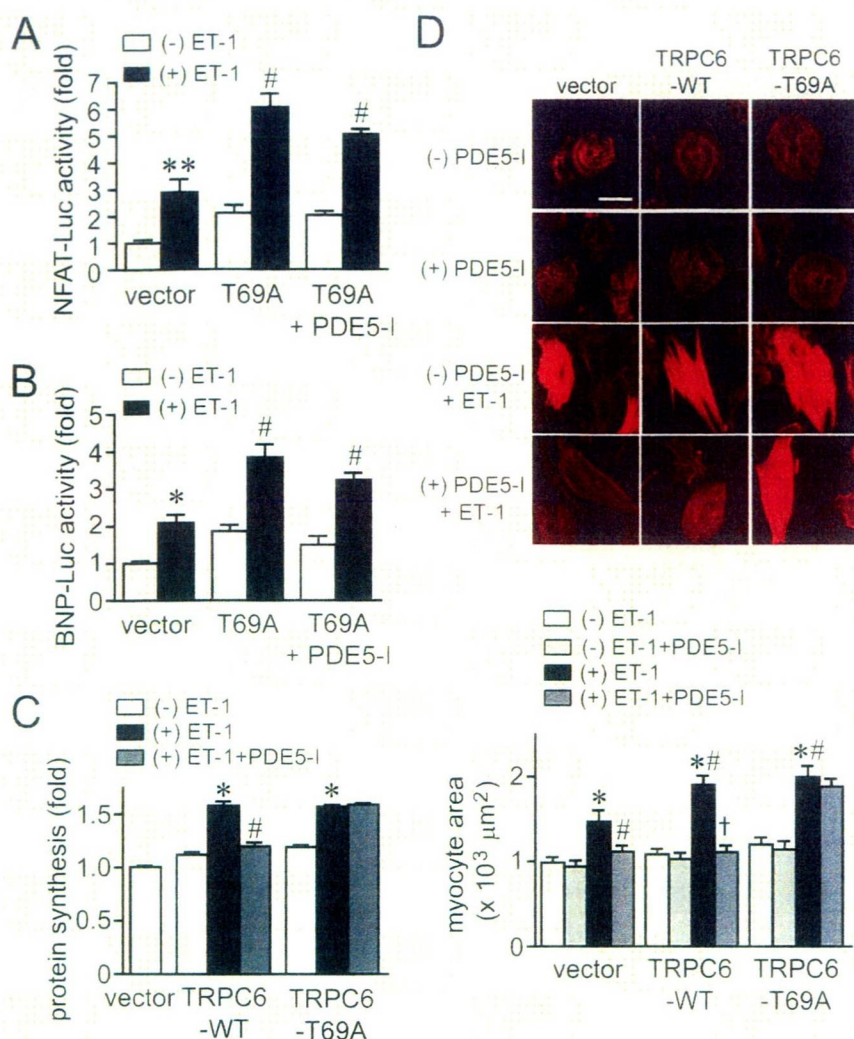 A
(-) ET-1
(+) ET-1
NFAT-Luc activity (fold)
7
6
5
4
3
2
1
0
**
#
#
vector
T69A
T69A
+ PDE5-I
B
(-) ET-1
(+) ET-1
BNP-Luc activity (fold)
5
4
3
2
1
0
*
#
#
vector
T69A
T69A
+ PDE5-I
C
(-) ET-1
(+) ET-1
(+) ET-1+PDE5-I
protein synthesis (fold)
1.5
1.0
0.5
0
*
#
*
vector
TRPC6
-WT
TRPC6
-T69A
D
vector
TRPC6
-WT
TRPC6
-T69A
(-) PDE5-I
(+) PDE5-I
(-) PDE5-I
+ ET-1
(+) PDE5-I
+ ET-1
(-) ET-1
(-) ET-1+PDE5-I
(+) ET-1
(+) ET-1+PDE5-I
myocyte area
(x 10³ μm²)
2
1
0
*
#
*#
†
*#
vector
TRPC6
-WT
TRPC6
-T69A